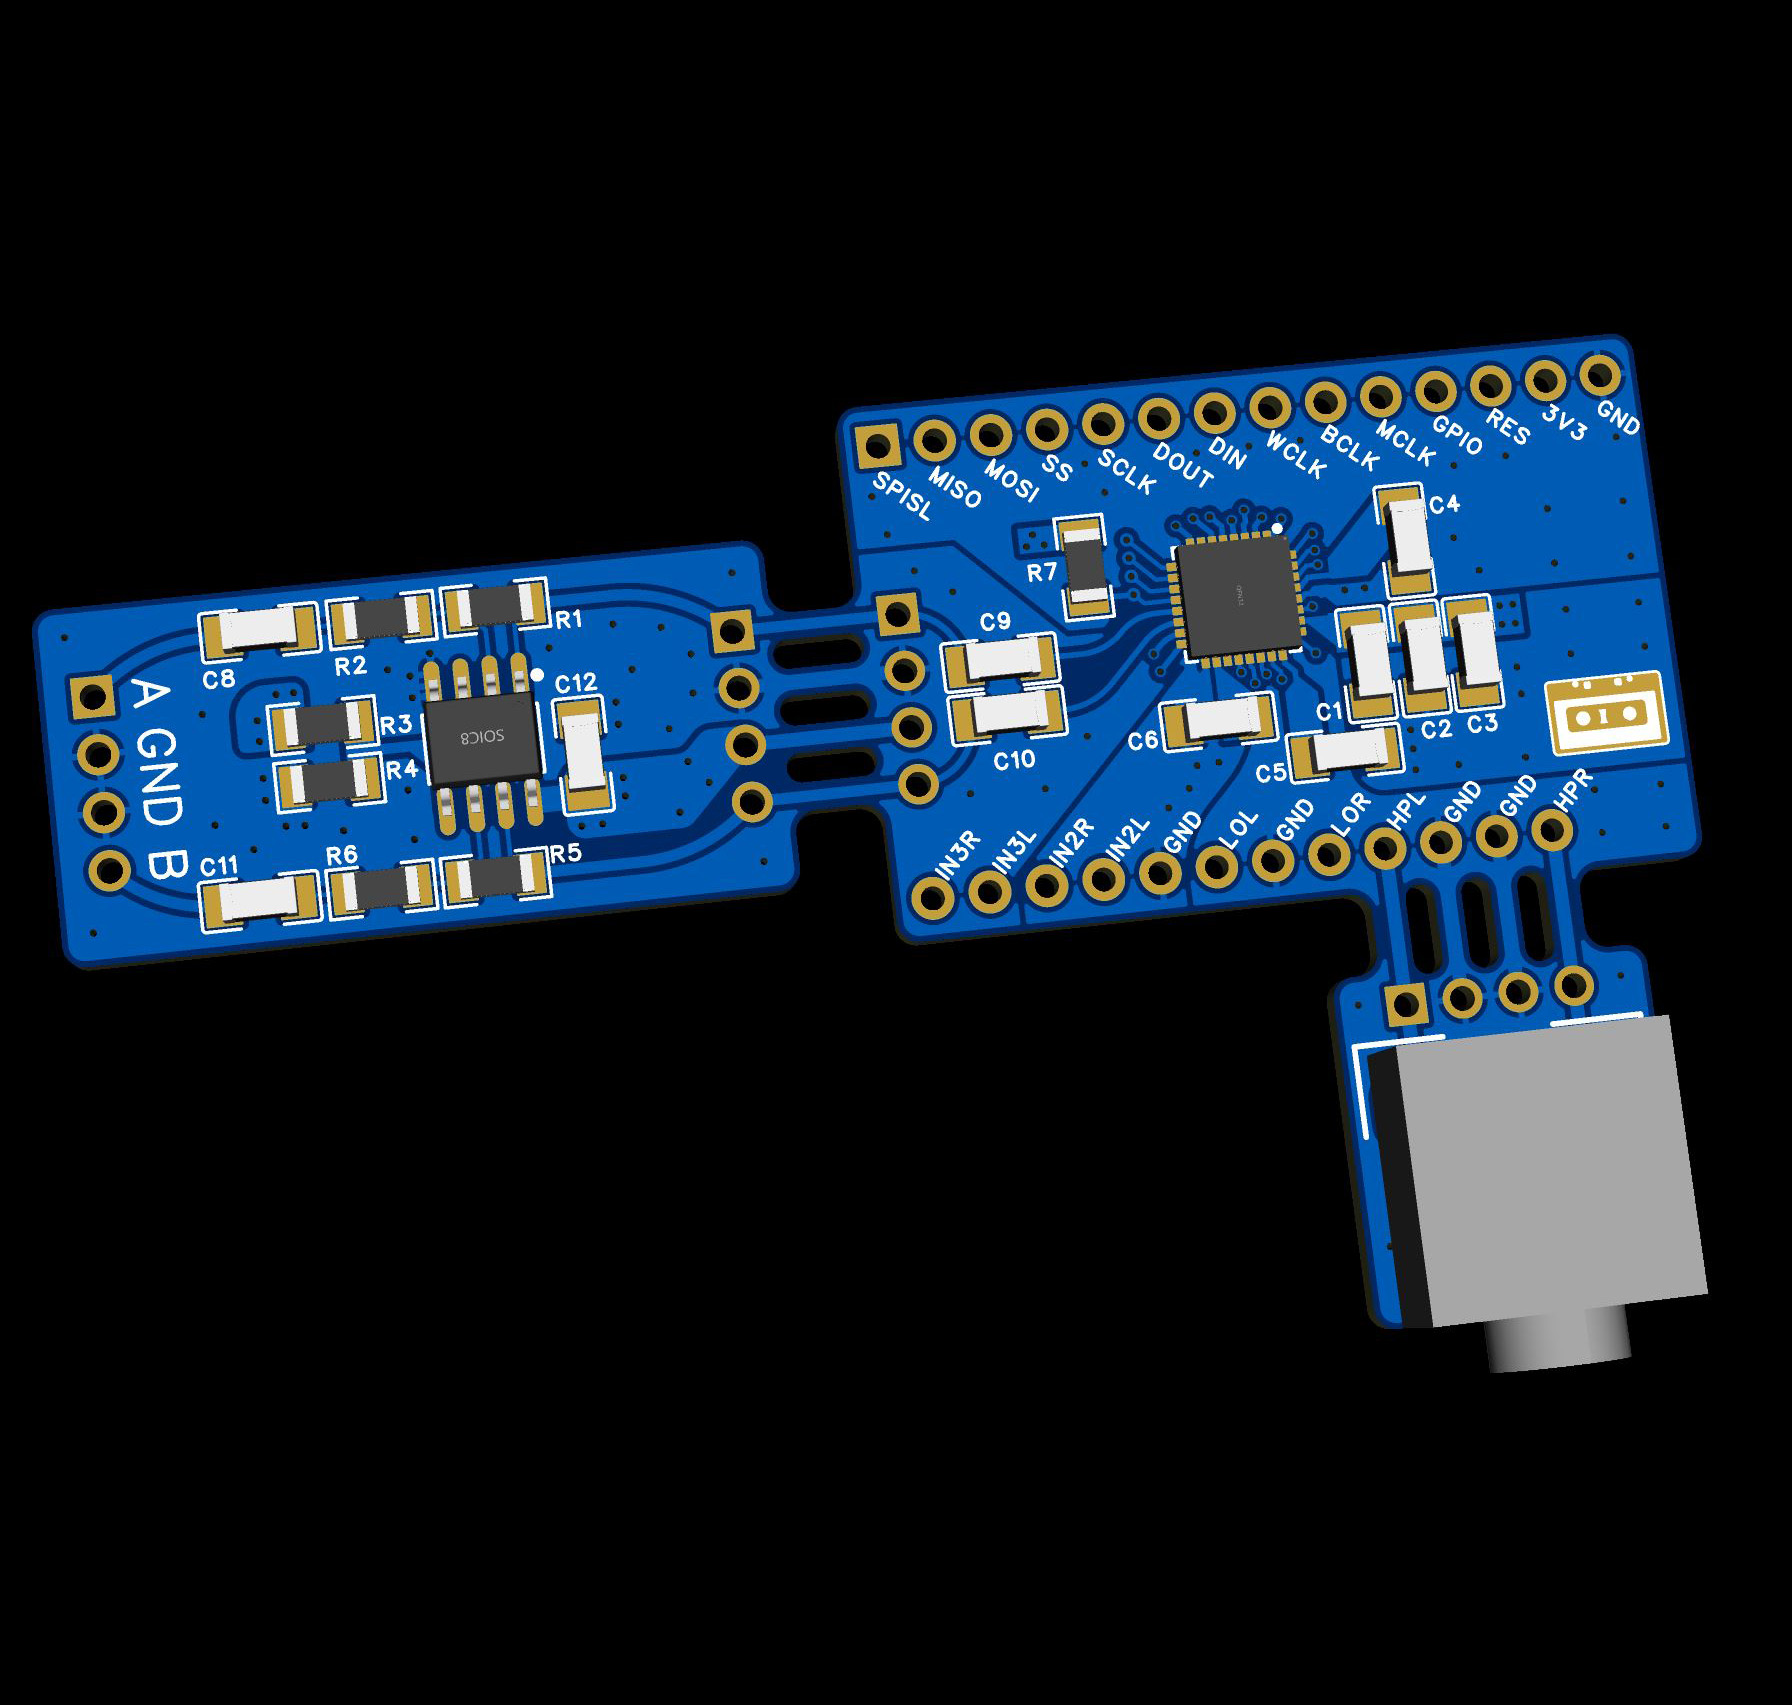 SPISL
MISO
MOSI
SS
SCLK
DOUT
DIN
WCLK
BCLK
MCLK
GPIO
RES
3V3
GND
C4
R7
R1
R2
C8
C9
C12
A GND B
R3
R4
SOIC8
C10
C6
C1
C2
C3
C5
C11
R6
R5
IN3R
IN3L
IN2R
IN2L
GND
LOL
GND
LOR
HPL
GND
GND
HPR